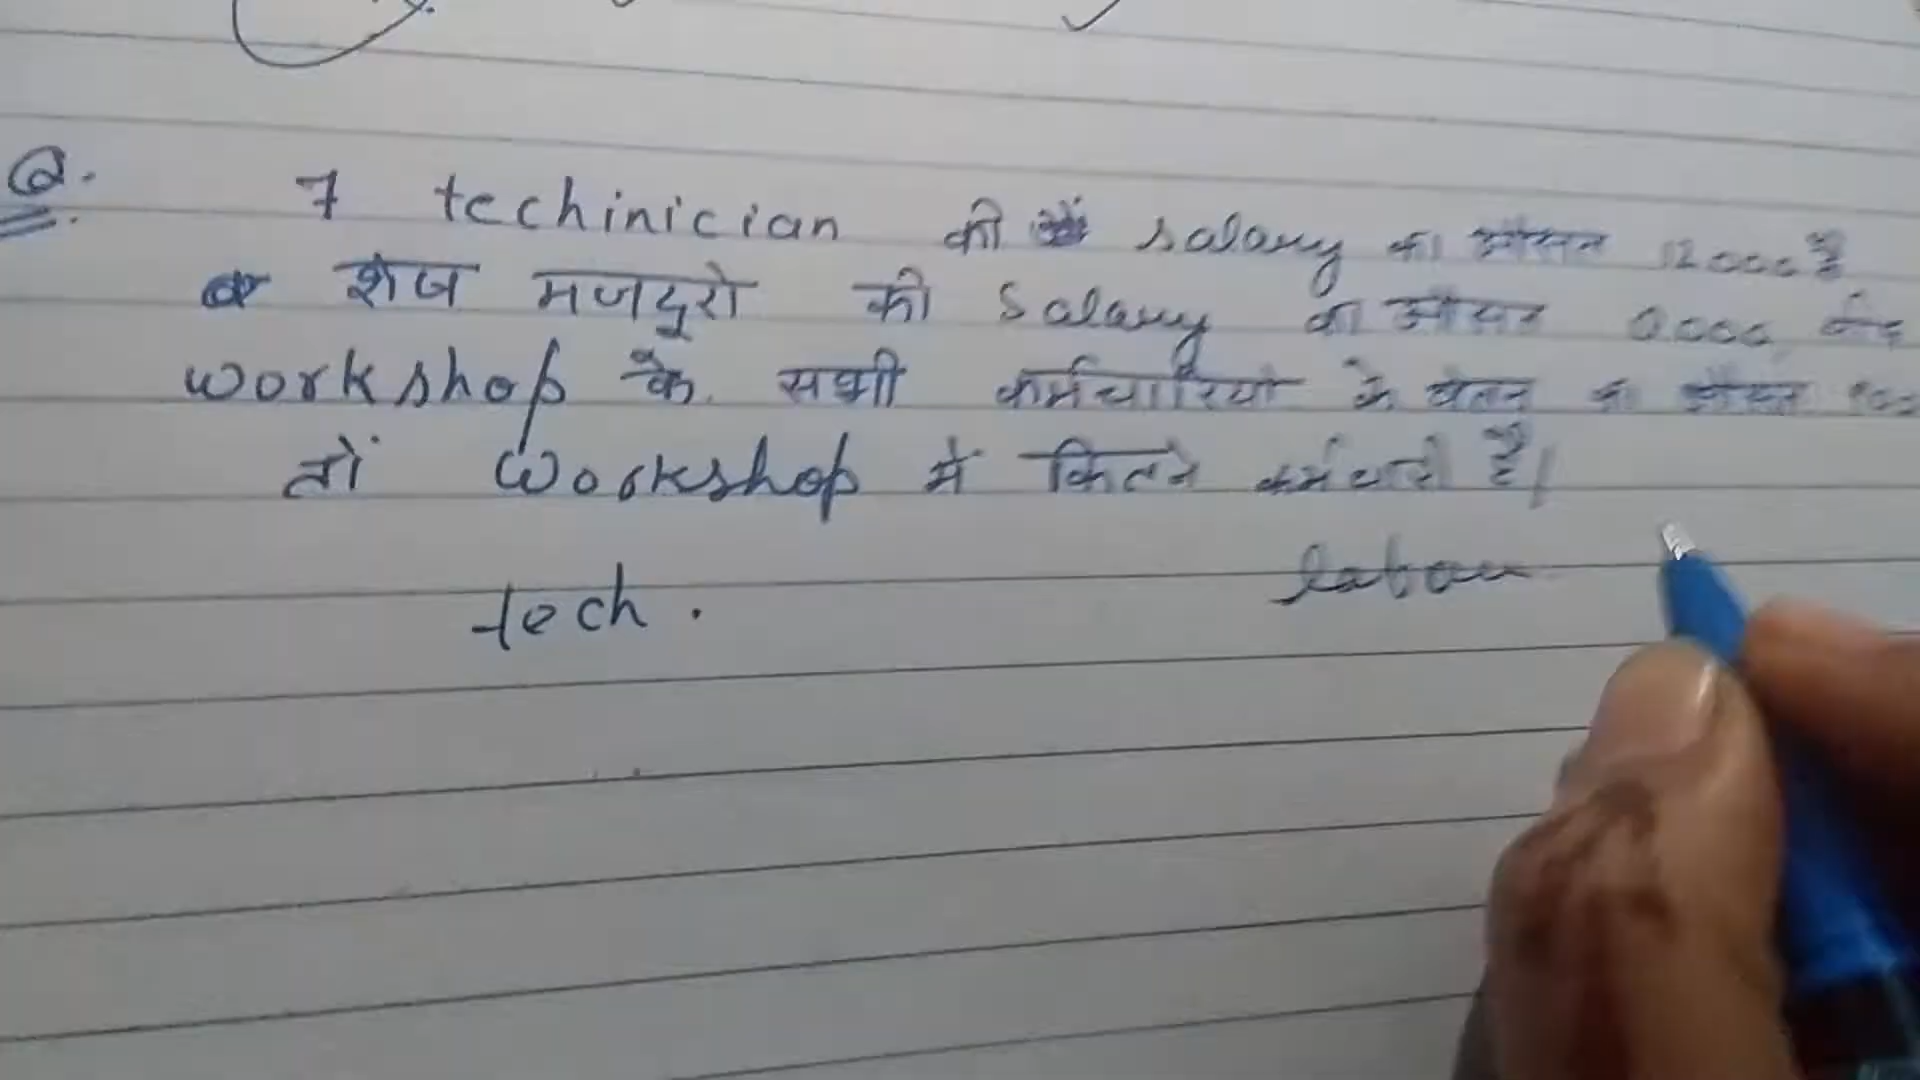 Q. 7 techinician की salary का औसत 12000 है
शेष मजदूरो की Salary का औसत
workshop के सभी कर्मचारियो के वेतन का औसत
तों Workshop में कितने कर्मचारी है।
tech. labou